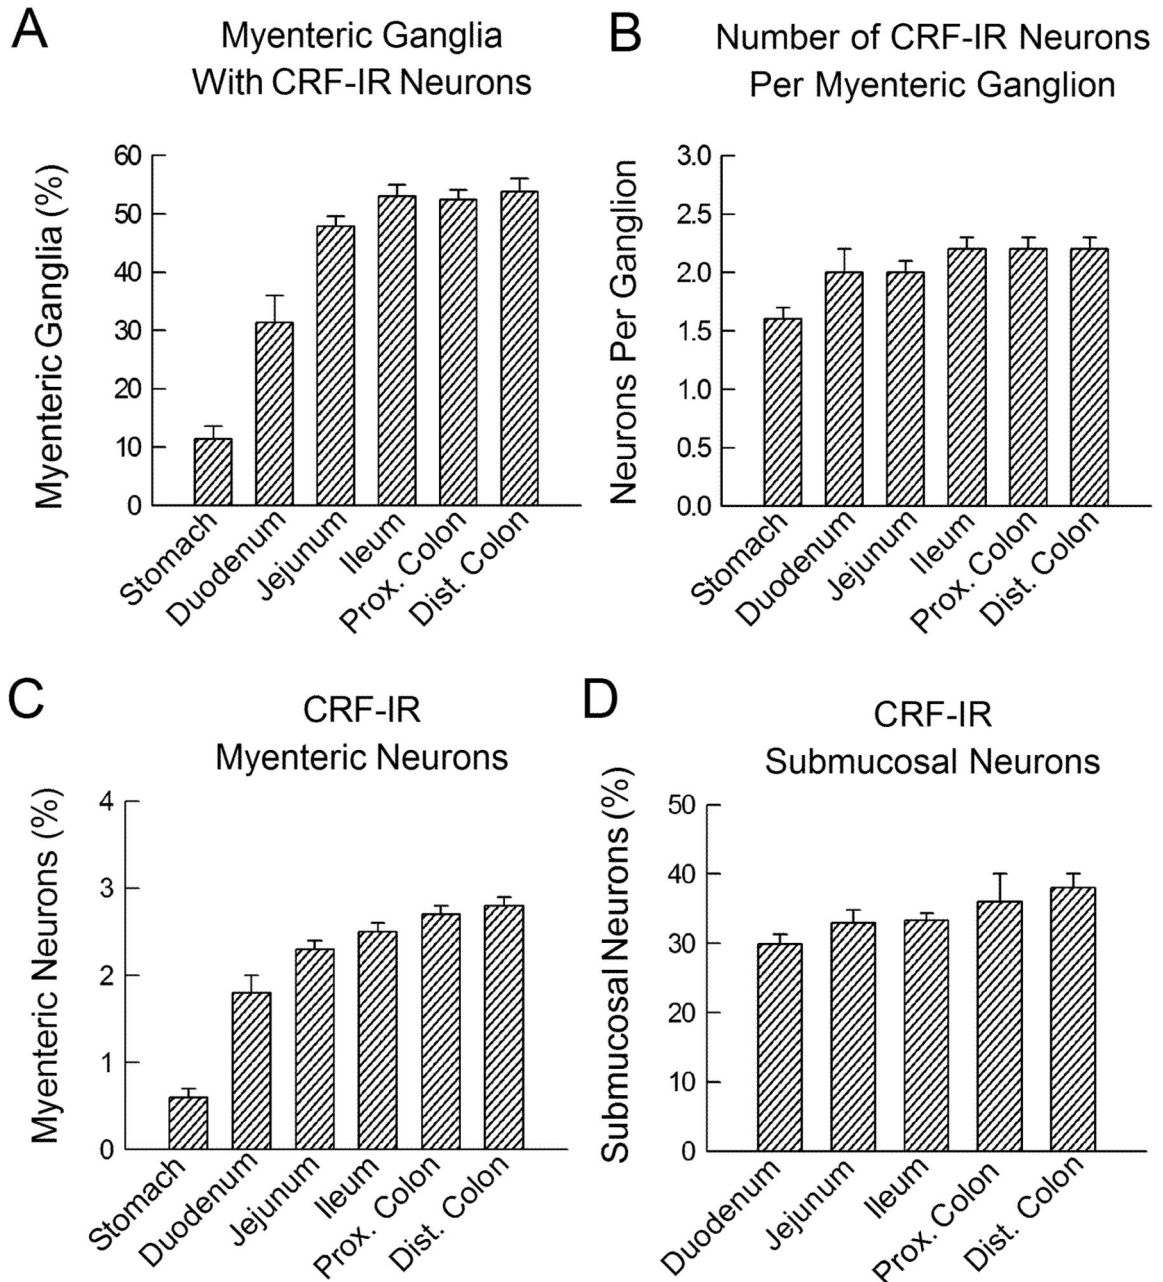 A
Myenteric Ganglia
With CRF-IR Neurons
Myenteric Ganglia (%)
60
50
40
30
20
10
0
Stomach
Duodenum
Jejunum
Ileum
Prox. Colon
Dist. Colon
B
Number of CRF-IR Neurons
Per Myenteric Ganglion
Neurons Per Ganglion
3.0
2.5
2.0
1.5
1.0
0.5
0.0
Stomach
Duodenum
Jejunum
Ileum
Prox. Colon
Dist. Colon
C
CRF-IR
Myenteric Neurons
Myenteric Neurons (%)
4
3
2
1
0
Stomach
Duodenum
Jejunum
Ileum
Prox. Colon
Dist. Colon
D
CRF-IR
Submucosal Neurons
Submucosal Neurons (%)
50
40
30
20
10
0
Duodenum
Jejunum
Ileum
Prox. Colon
Dist. Colon